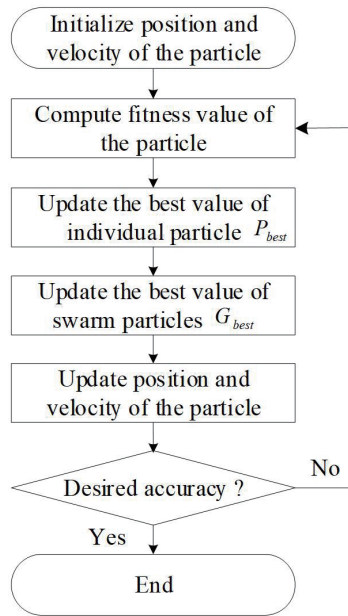 Initialize position and
velocity of the particle
Compute fitness value of
the particle
Update the best value of
individual particle P_best
Update the best value of
swarm particles G_best
Update position and
velocity of the particle
Desired accuracy ?
No
Yes
End